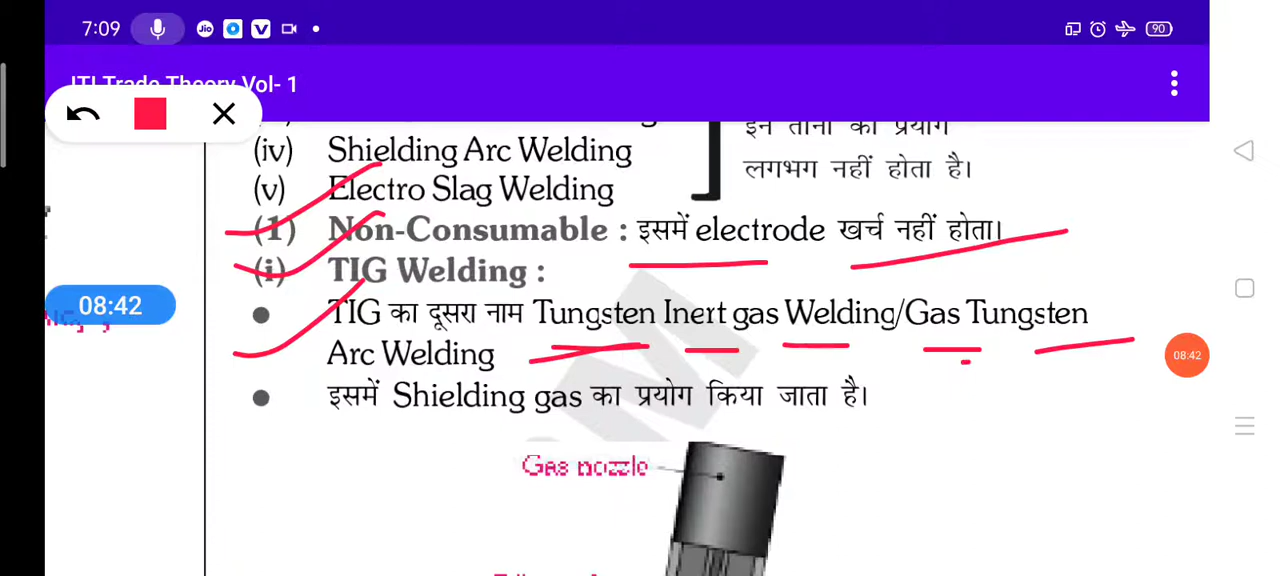 7:09
90
ITI Trade Theory Vol- 1
(iv) Shielding Arc Welding
(v) Electro Slag Welding
इन तीनों का प्रयोग
लगभग नहीं होता है।
(1) Non-Consumable : इसमें electrode खर्च नहीं होता।
(i) TIG Welding :
08:42
● TIG का दूसरा नाम Tungsten Inert gas Welding/Gas Tungsten
Arc Welding
08:42
● इसमें Shielding gas का प्रयोग किया जाता है।
Gas nozzle